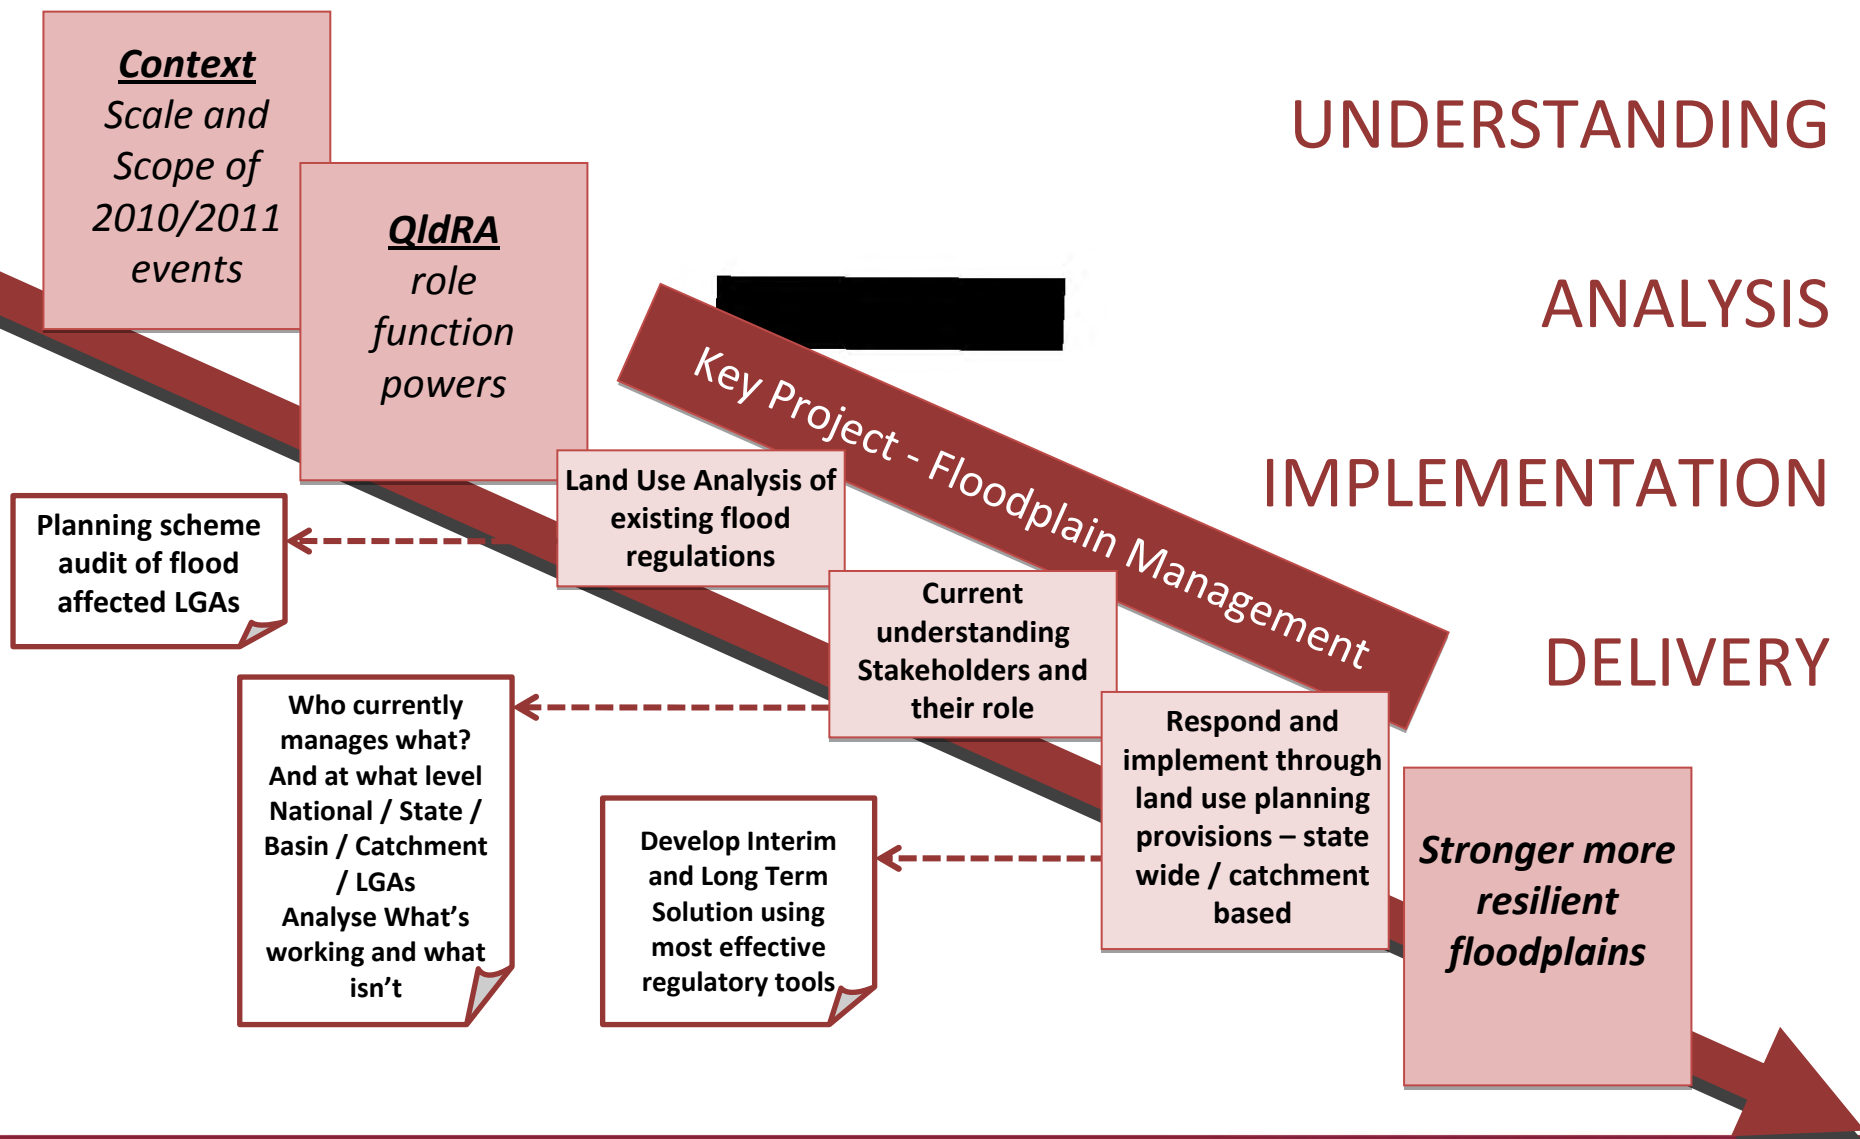 Context
Scale and
Scope of
2010/2011
events
QldRA
role
function
powers
UNDERSTANDING
ANALYSIS
IMPLEMENTATION
DELIVERY
Key Project - Floodplain Management
Land Use Analysis of
existing flood
regulations
Planning scheme
audit of flood
affected LGAs
Current
understanding
Stakeholders and
their role
Who currently
manages what?
And at what level
National / State /
Basin / Catchment
/ LGAs
Analyse What’s
working and what
isn’t
Respond and
implement through
land use planning
provisions – state
wide / catchment
based
Develop Interim
and Long Term
Solution using
most effective
regulatory tools
Stronger more
resilient
floodplains